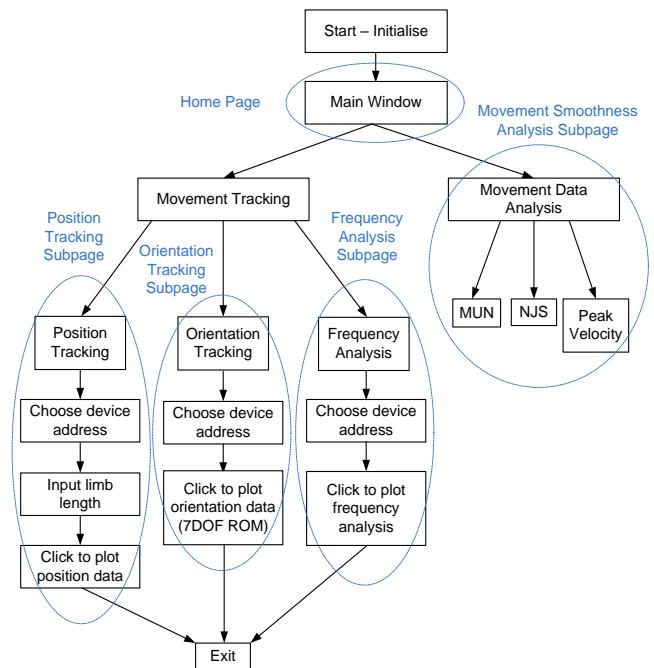 Start – Initialise
Home Page
Main Window
Movement Smoothness
Analysis Subpage
Movement Tracking
Movement Data
Analysis
Position
Tracking
Subpage
Orientation
Tracking
Subpage
Frequency
Analysis
Subpage
MUN
NJS
Peak
Velocity
Position
Tracking
Orientation
Tracking
Frequency
Analysis
Choose device
address
Choose device
address
Choose device
address
Input limb
length
Click to plot
orientation data
(7DOF ROM)
Click to plot
frequency
analysis
Click to plot
position data
Exit